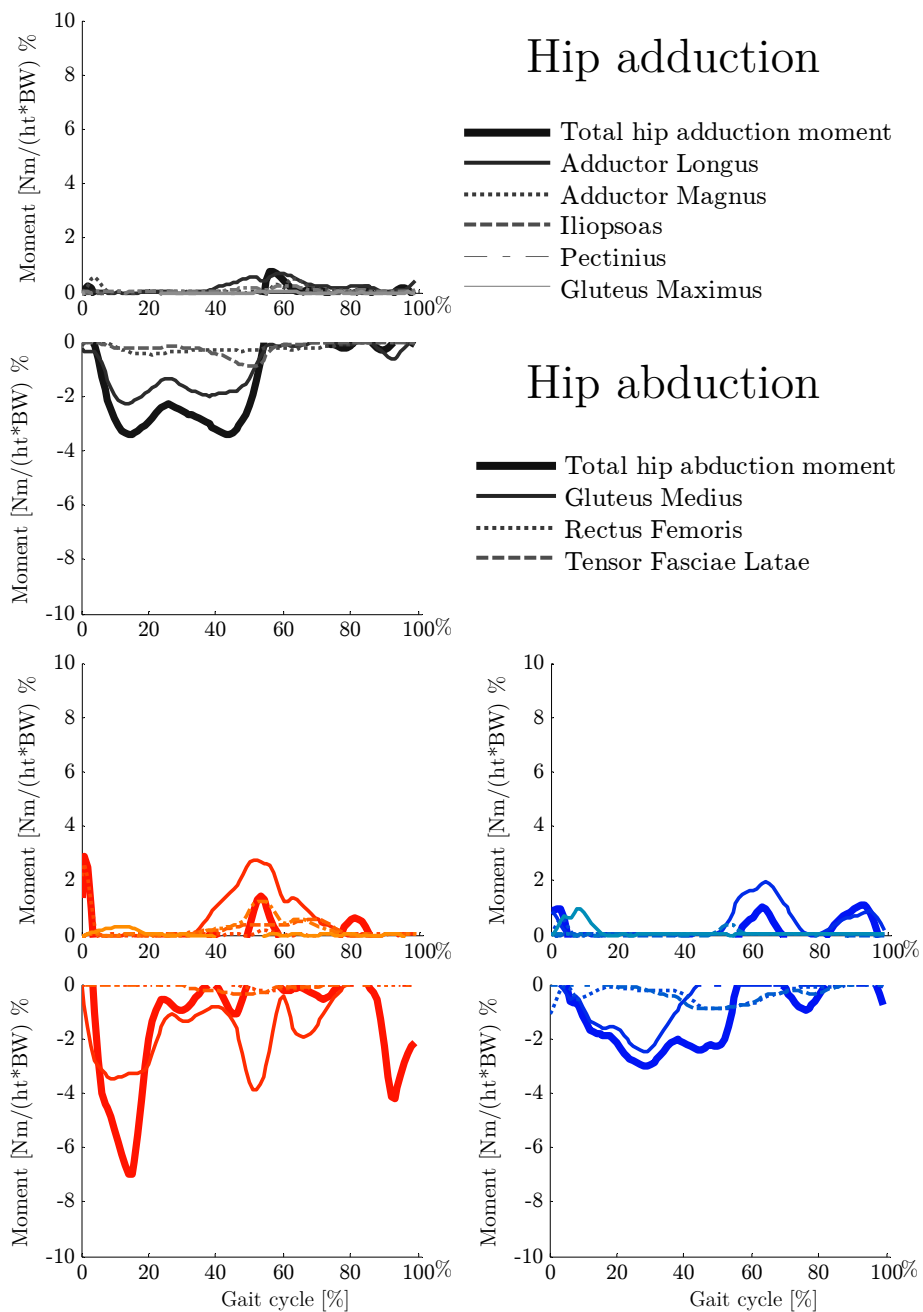 Hip adduction
Moment [Nm/(ht*BW) %
10
8
6
4
2
0
0 20 40 60 80 100%
Total hip adduction moment
Adductor Longus
Adductor Magnus
Iliopsoas
Pectinius
Gluteus Maximus
Hip abduction
Moment [Nm/(ht*BW) %
0
-2
-4
-6
-8
-10
0 20 40 60 80 100%
Total hip abduction moment
Gluteus Medius
Rectus Femoris
Tensor Fasciae Latae
Moment [Nm/(ht*BW) %
10
8
6
4
2
0
0 20 40 60 80 100%
Moment [Nm/(ht*BW) %
10
8
6
4
2
0
0 20 40 60 80 100%
Moment [Nm/(ht*BW) %
0
-2
-4
-6
-8
-10
0 20 40 60 80 100%
Gait cycle [%]
Moment [Nm/(ht*BW) %
0
-2
-4
-6
-8
-10
0 20 40 60 80 100%
Gait cycle [%]